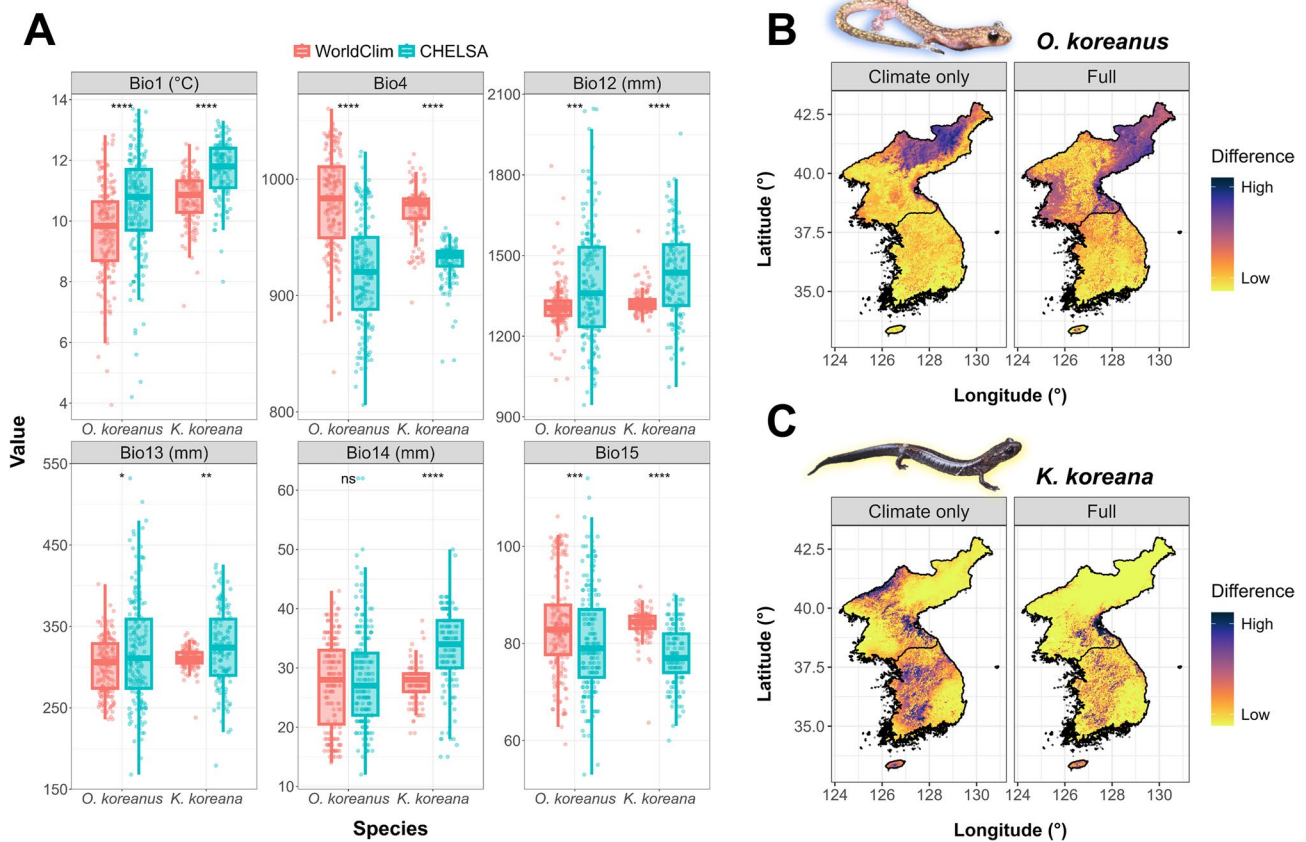 A
WorldClim CHELSA
Bio1 (°C) Bio4 Bio12 (mm)
**** **** **** **** *** ****
14
12
10
8
6
4
1000
900
800
2100
1800
1500
1200
900
O. koreanus K. koreana O. koreanus K. koreana O. koreanus K. koreana
Value
Bio13 (mm) Bio14 (mm) Bio15
* ** ns **** *** ****
550
450
350
250
150
60
50
40
30
20
10
100
80
60
O. koreanus K. koreana O. koreanus K. koreana O. koreanus K. koreana
Species
B
O. koreanus
Climate only Full
42.5
40.0
37.5
35.0
Latitude (°)
124 126 128 130 124 126 128 130
Longitude (°)
Difference
High
Low
C
K. koreana
Climate only Full
42.5
40.0
37.5
35.0
Latitude (°)
124 126 128 130 124 126 128 130
Longitude (°)
Difference
High
Low